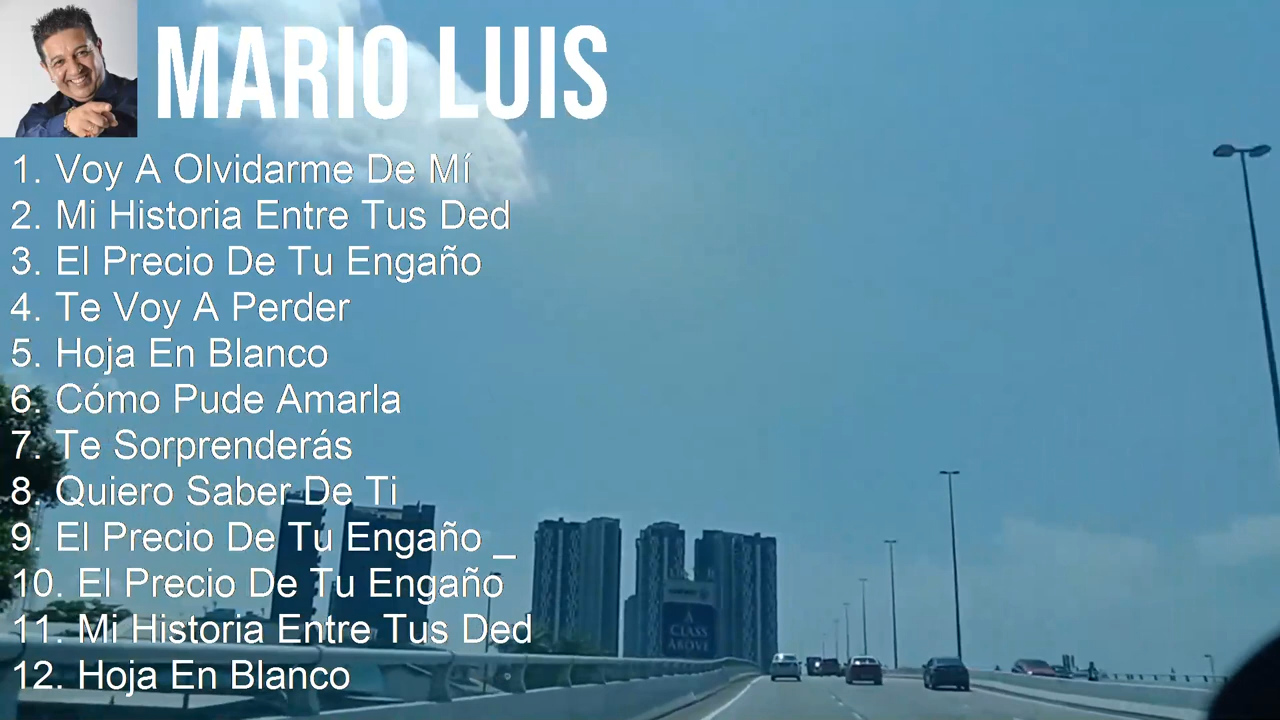 MARIO LUIS
1. Voy A Olvidarme De Mí
2. Mi Historia Entre Tus Ded
3. El Precio De Tu Engaño
4. Te Voy A Perder
5. Hoja En Blanco
6. Cómo Pude Amarla
7. Te Sorprenderás
8. Quiero Saber De Ti
9. El Precio De Tu Engaño _
10. El Precio De Tu Engaño
11. Mi Historia Entre Tus Ded
12. Hoja En Blanco
A
CLASS
ABOVE